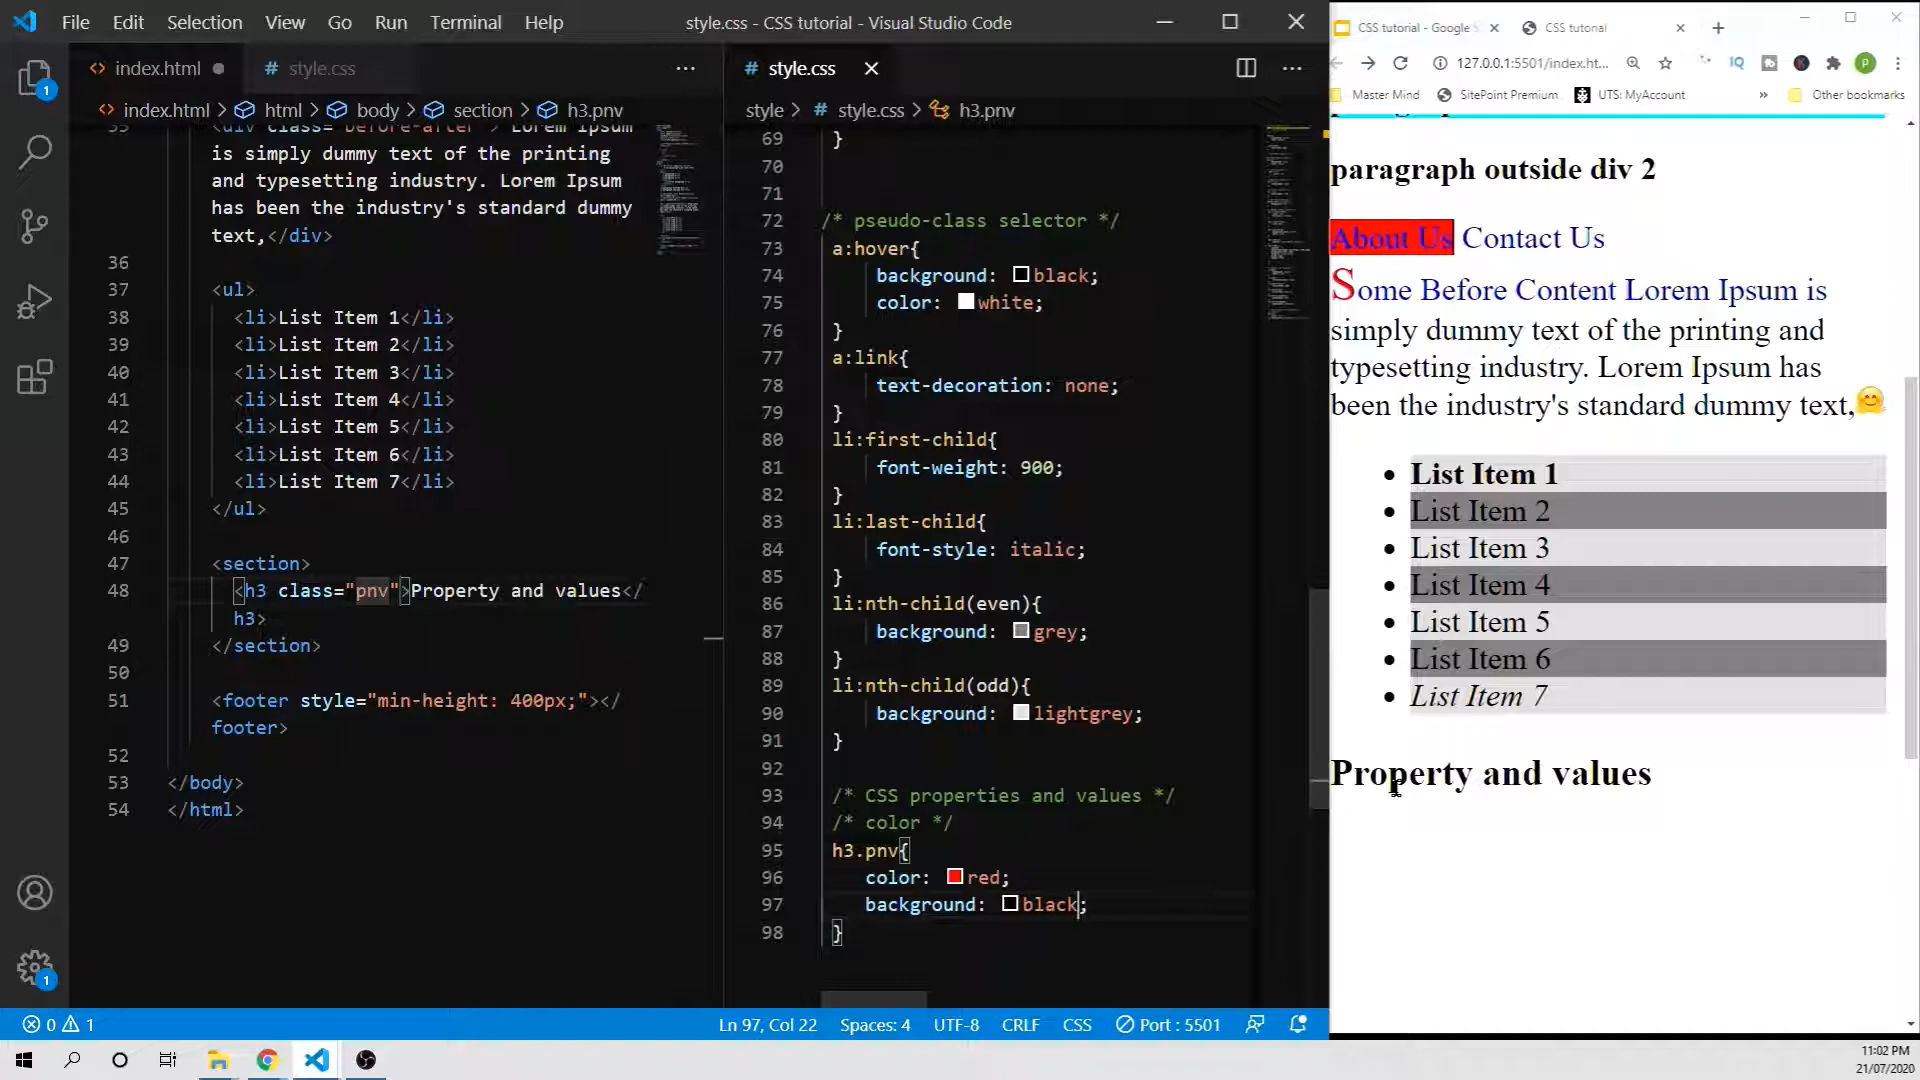 File Edit Selection View Go Run Terminal Help
style.css - CSS tutorial - Visual Studio Code
index.html
# style.css
...
index.html > html > body > section > h3.pnv
<div class="before-after"> Lorem Ipsum
is simply dummy text of the printing
and typesetting industry. Lorem Ipsum
has been the industry's standard dummy
text,</div>
36
37 <ul>
38 <li>List Item 1</li>
39 <li>List Item 2</li>
40 <li>List Item 3</li>
41 <li>List Item 4</li>
42 <li>List Item 5</li>
43 <li>List Item 6</li>
44 <li>List Item 7</li>
45 </ul>
46
47 <section>
48 <h3 class="pnv">Property and values</
h3>
49 </section>
50
51 <footer style="min-height: 400px;"></
footer>
52
53 </body>
54 </html>
1
1
# style.css
...
style > # style.css > h3.pnv
69 }
70
71
72 /* pseudo-class selector */
73 a:hover{
74 background: black;
75 color: white;
76 }
77 a:link{
78 text-decoration: none;
79 }
80 li:first-child{
81 font-weight: 900;
82 }
83 li:last-child{
84 font-style: italic;
85 }
86 li:nth-child(even){
87 background: grey;
88 }
89 li:nth-child(odd){
90 background: lightgrey;
91 }
92
93 /* CSS properties and values */
94 /* color */
95 h3.pnv{
96 color: red;
97 background: black;
98 }
0 1
Ln 97, Col 22 Spaces: 4 UTF-8 CRLF CSS Port : 5501
CSS tutorial - Google S
CSS tutorial
127.0.0.1:5501/index.ht...
IQ
K
P
Master Mind SitePoint Premium UTS: MyAccount » Other bookmarks
paragraph outside div 2
About Us Contact Us
Some Before Content Lorem Ipsum is
simply dummy text of the printing and
typesetting industry. Lorem Ipsum has
been the industry's standard dummy text,🤗
• List Item 1
• List Item 2
• List Item 3
• List Item 4
• List Item 5
• List Item 6
• List Item 7
Property and values
11:02 PM
21/07/2020